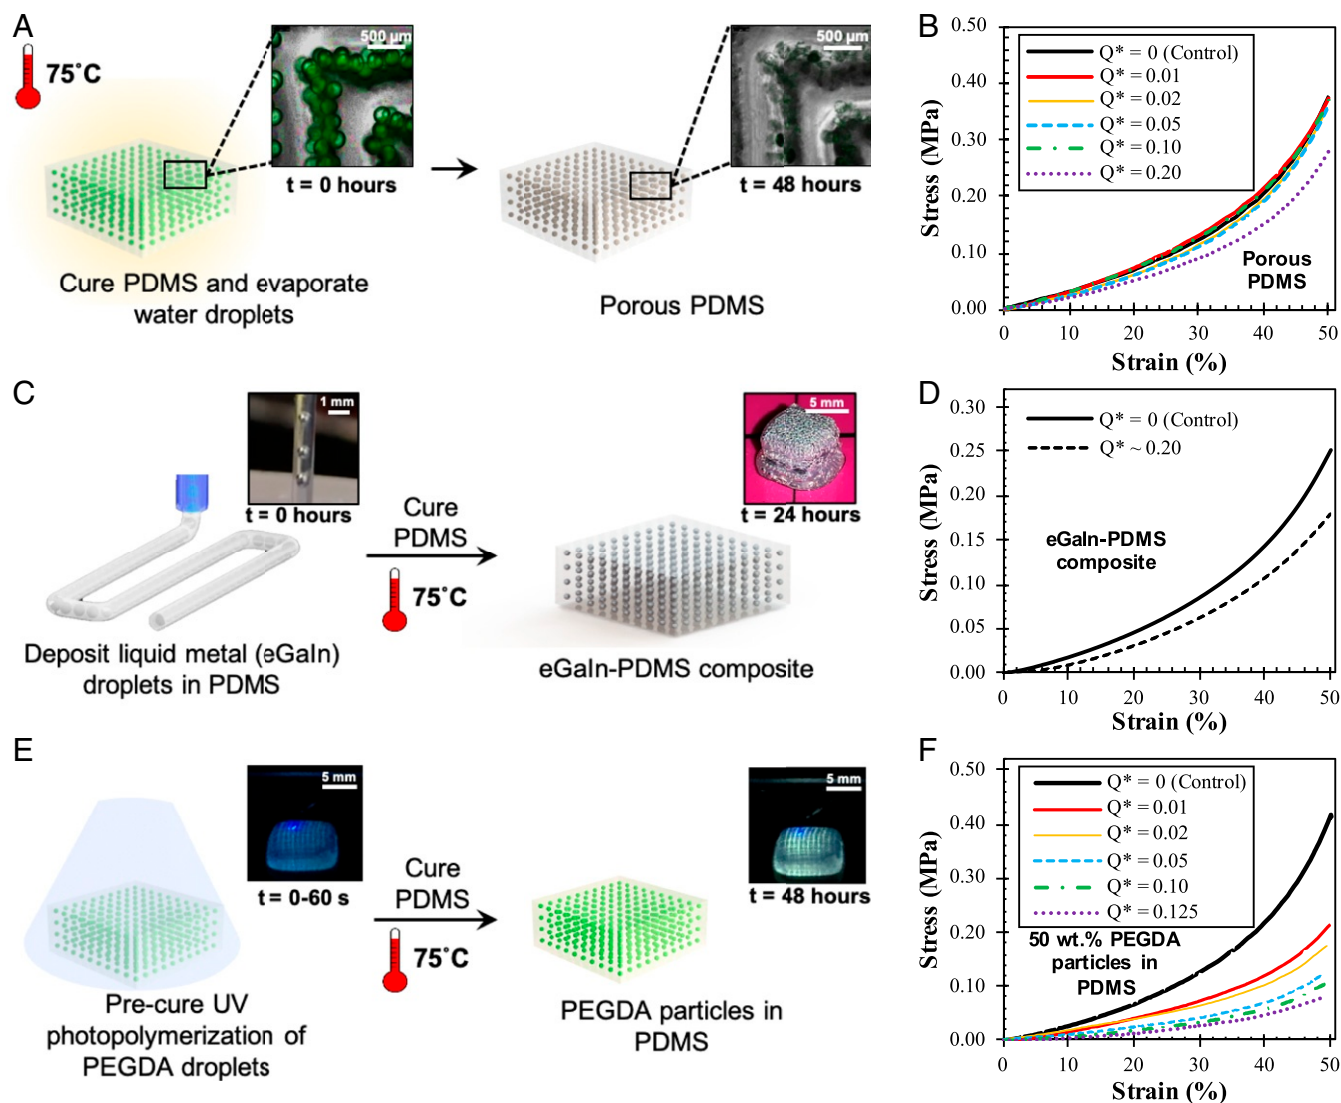 A
75°C
500 µm
t = 0 hours
500 µm
t = 48 hours
Cure PDMS and evaporate
water droplets
Porous PDMS
B
0.50
0.40
0.30
0.20
0.10
0.00
Stress (MPa)
Q* = 0 (Control)
Q* = 0.01
Q* = 0.02
Q* = 0.05
Q* = 0.10
Q* = 0.20
Porous
PDMS
0 10 20 30 40 50
Strain (%)
C
1 mm
t = 0 hours
Cure
PDMS
75°C
5 mm
t = 24 hours
Deposit liquid metal (eGaIn)
droplets in PDMS
eGaIn-PDMS composite
D
0.30
0.25
0.20
0.15
0.10
0.05
0.00
Stress (MPa)
Q* = 0 (Control)
Q* ~ 0.20
eGaIn-PDMS
composite
0 10 20 30 40 50
Strain (%)
E
5 mm
t = 0-60 s
Cure
PDMS
75°C
5 mm
t = 48 hours
Pre-cure UV
photopolymerization of
PEGDA droplets
PEGDA particles in
PDMS
F
0.50
0.40
0.30
0.20
0.10
0.00
Stress (MPa)
Q* = 0 (Control)
Q* = 0.01
Q* = 0.02
Q* = 0.05
Q* = 0.10
Q* = 0.125
50 wt.% PEGDA
particles in
PDMS
0 10 20 30 40 50
Strain (%)